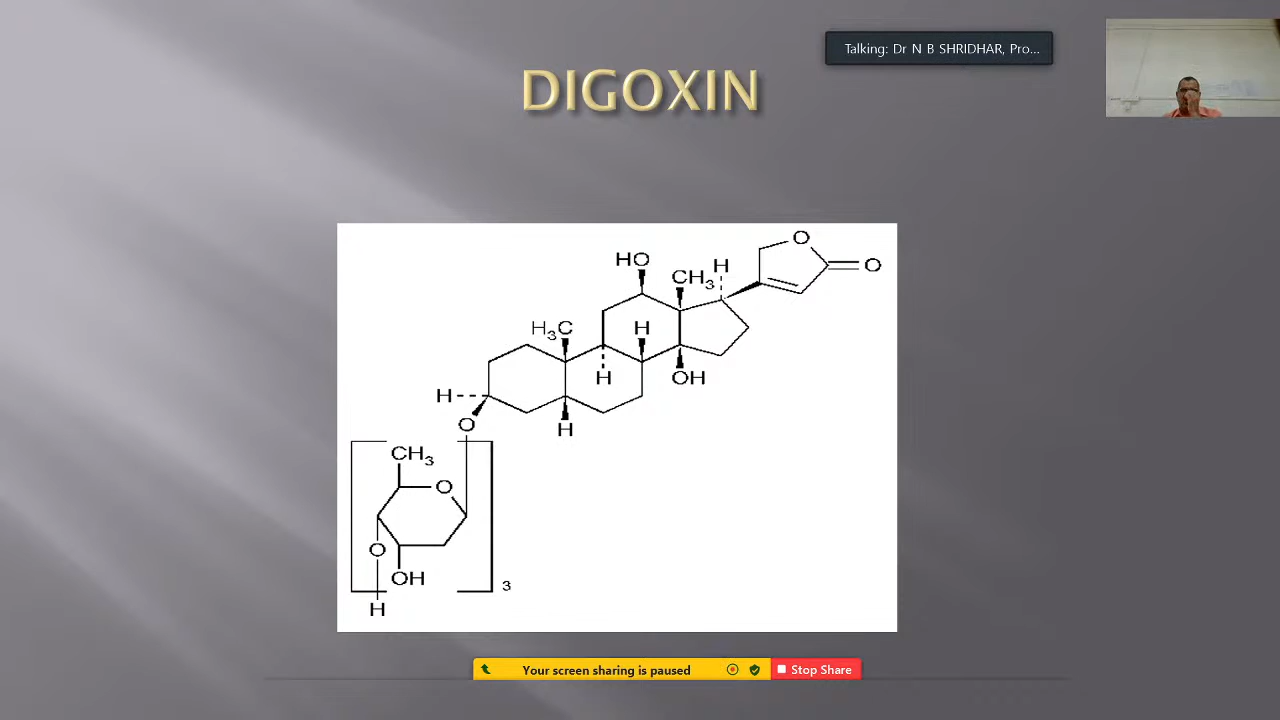 Talking: Dr N B SHRIDHAR, Pro...
DIGOXIN
O
HO
H
CH3
O
H3C
H
H
OH
H
O
H
CH3
O
O
OH
3
H
Your screen sharing is paused
Stop Share